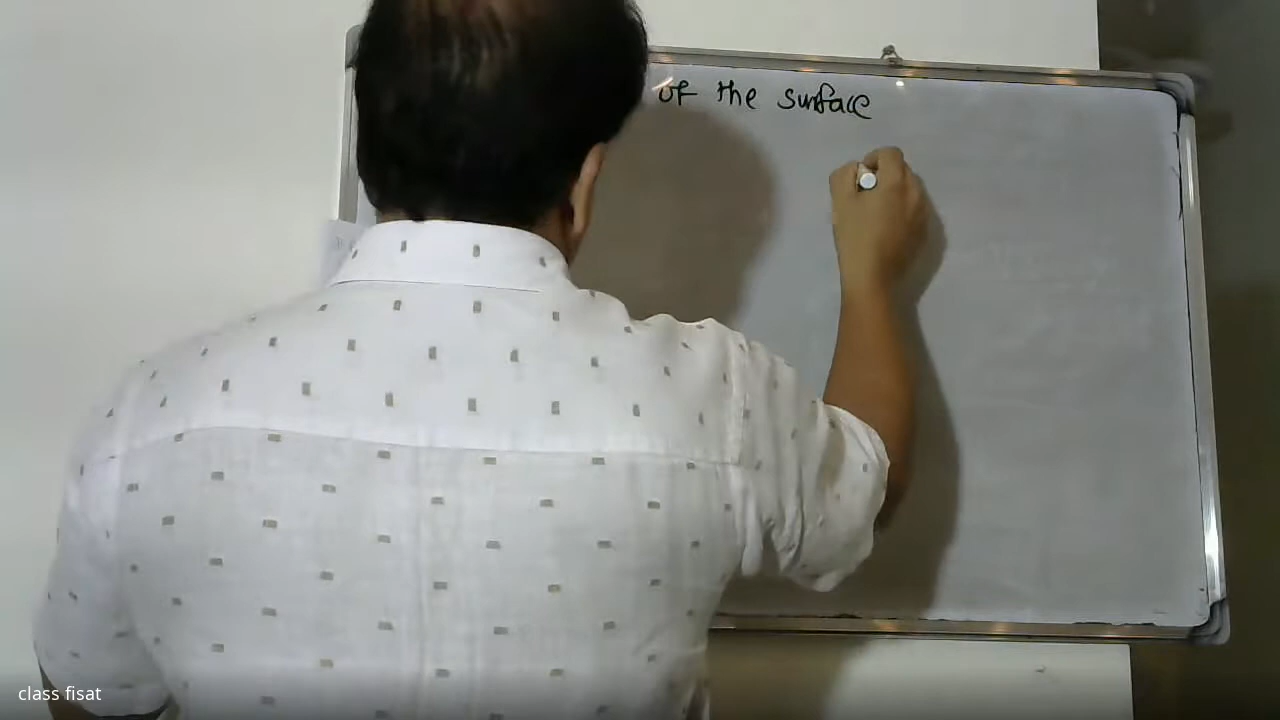 of the surface
class fisat